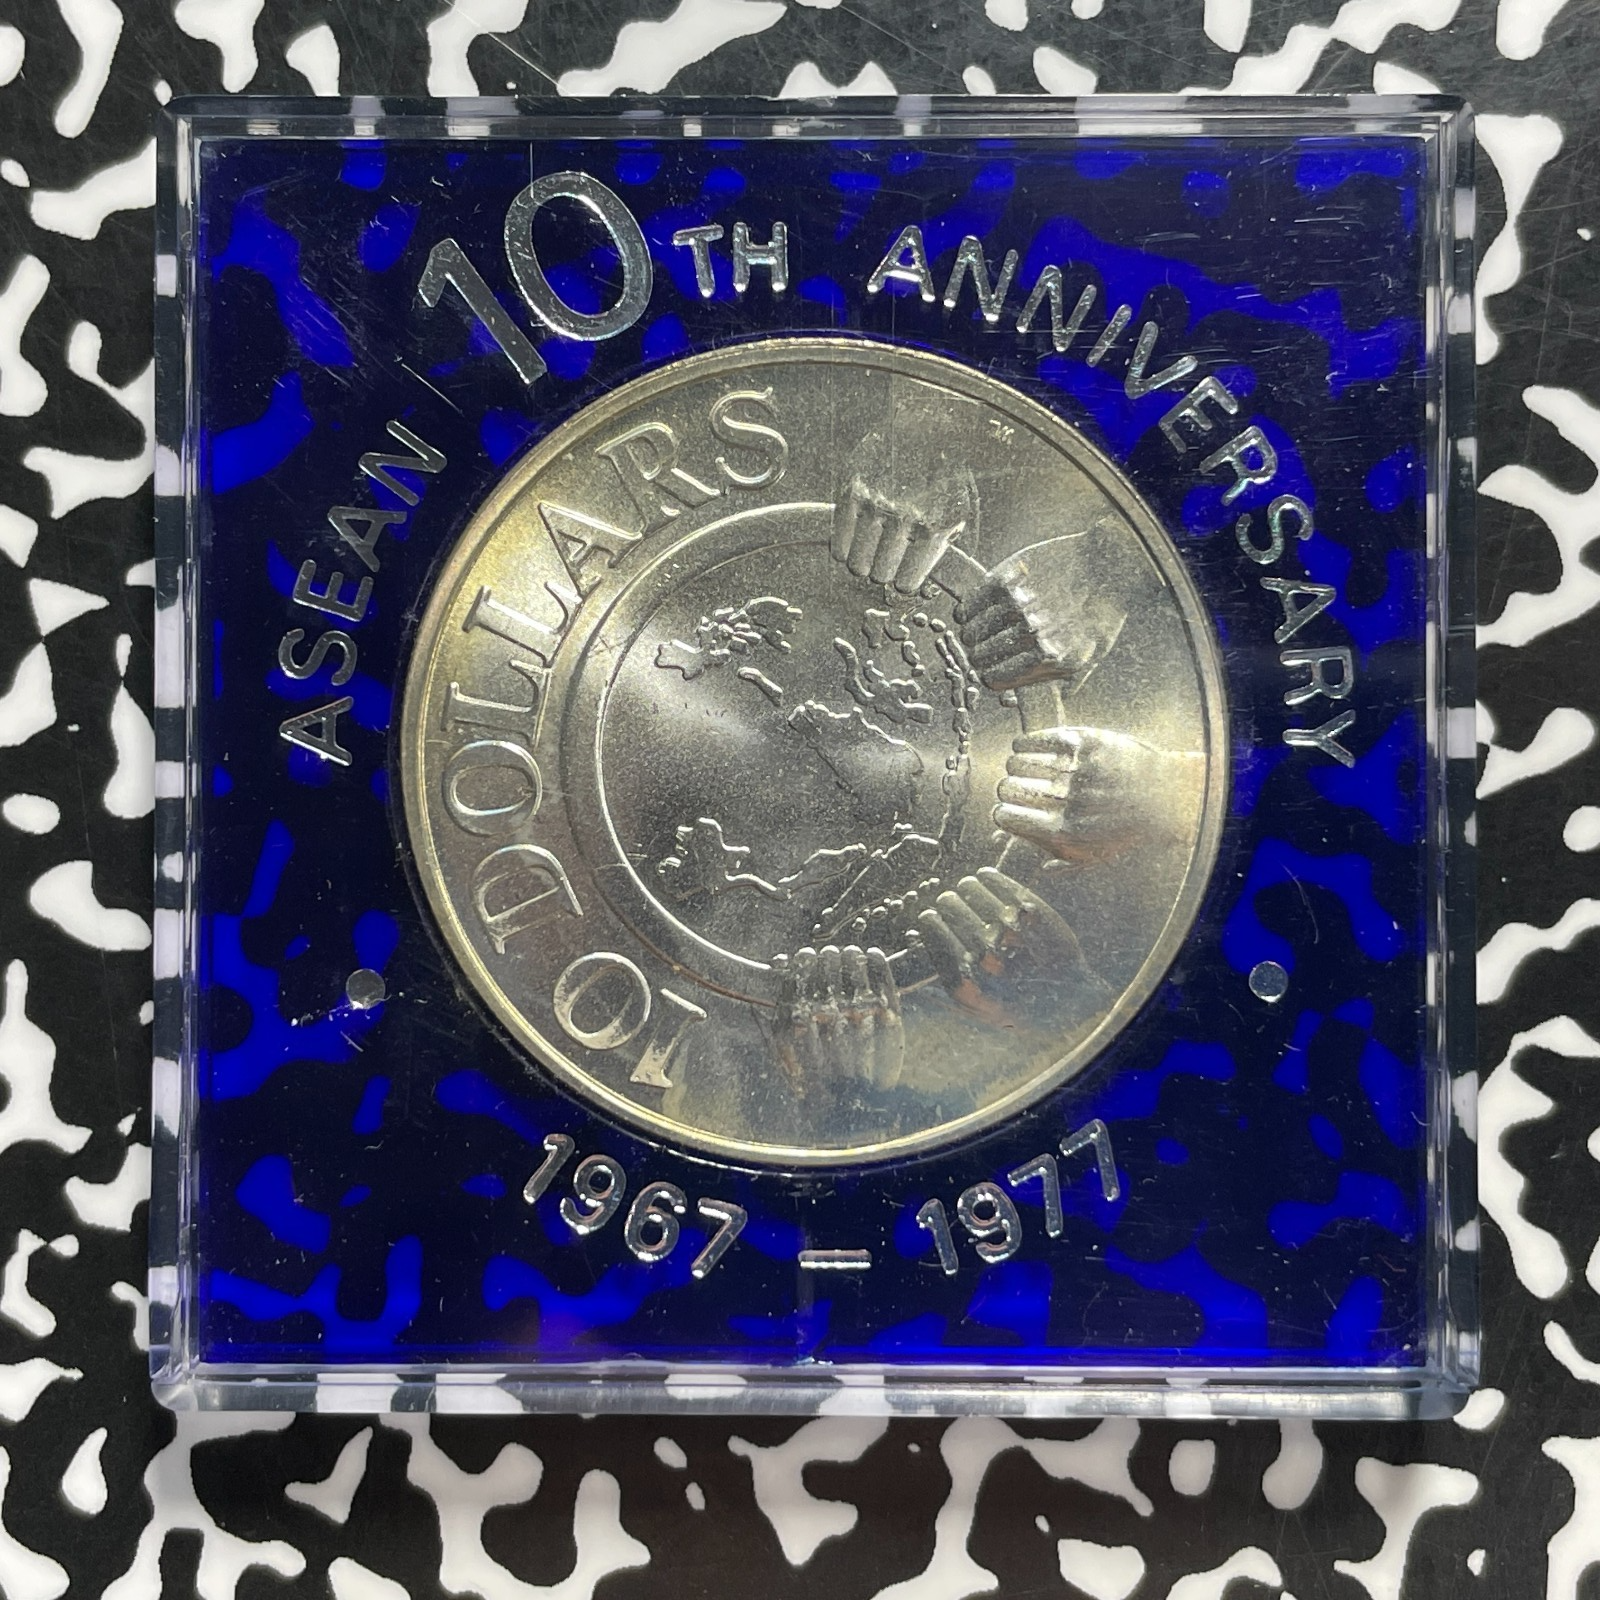 ASEAN 10TH ANNIVERSARY
10 DOLLARS
1967 – 1977